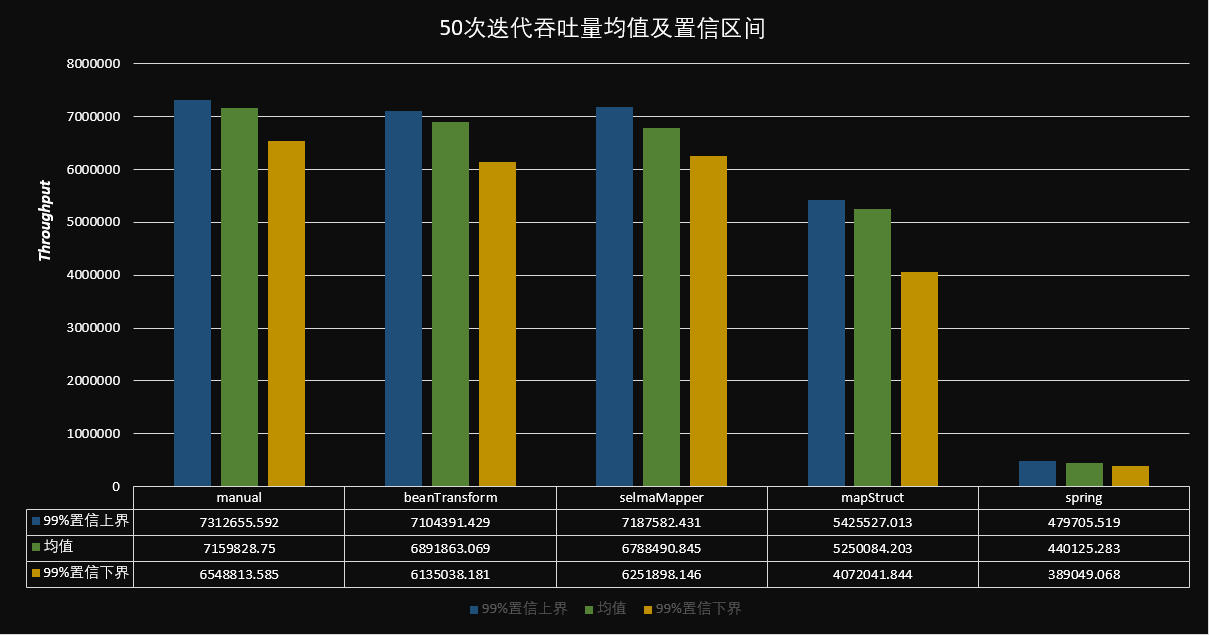 50次迭代吞吐量均值及置信区间
8000000
7000000
6000000
5000000
4000000
3000000
2000000
1000000
0
Throughput
manual beanTransform selmaMapper mapStruct spring
99%置信上界 7312655.592 7104391.429 7187582.431 5425527.013 479705.519
均值 7159828.75 6891863.069 6788490.845 5250084.203 440125.283
99%置信下界 6548813.585 6135038.181 6251898.146 4072041.844 389049.068
99%置信上界 均值 99%置信下界